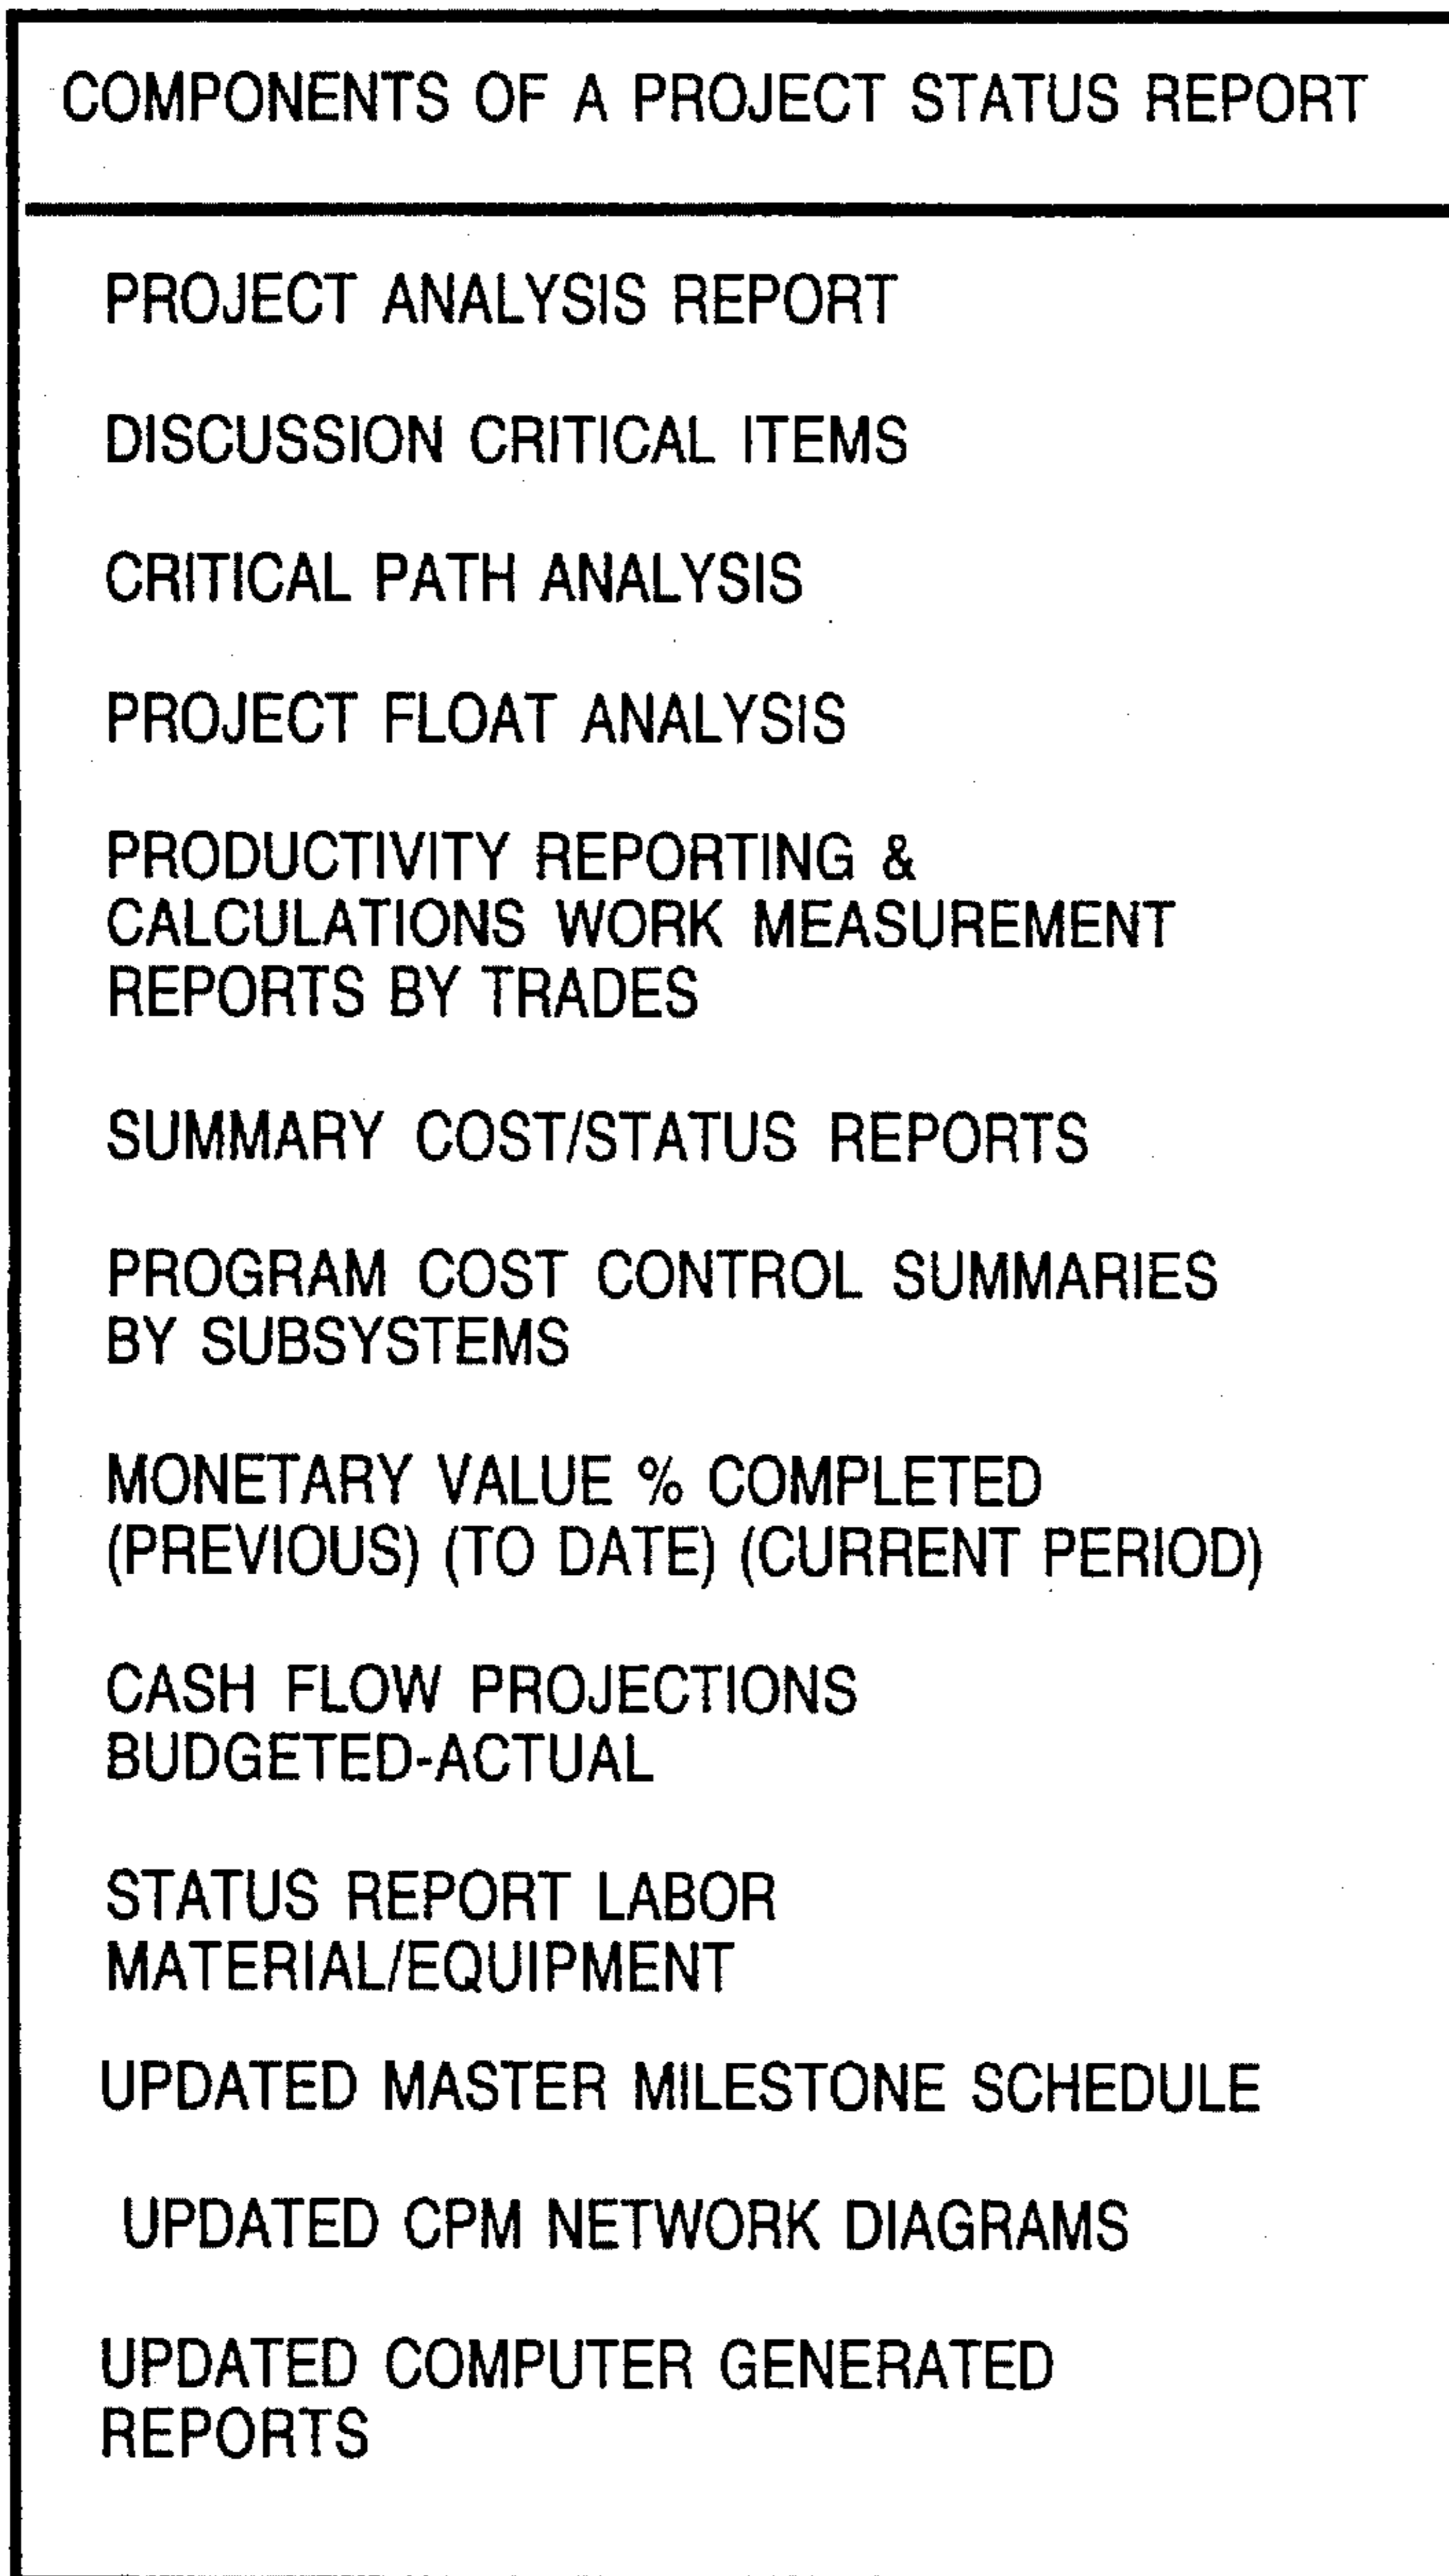 COMPONENTS OF A PROJECT STATUS REPORT
PROJECT ANALYSIS REPORT
DISCUSSION CRITICAL ITEMS
CRITICAL PATH ANALYSIS
PROJECT FLOAT ANALYSIS
PRODUCTIVITY REPORTING &
CALCULATIONS WORK MEASUREMENT
REPORTS BY TRADES
SUMMARY COST/STATUS REPORTS
PROGRAM COST CONTROL SUMMARIES
BY SUBSYSTEMS
MONETARY VALUE % COMPLETED
(PREVIOUS) (TO DATE) (CURRENT PERIOD)
CASH FLOW PROJECTIONS
BUDGETED-ACTUAL
STATUS REPORT LABOR
MATERIAL/EQUIPMENT
UPDATED MASTER MILESTONE SCHEDULE
UPDATED CPM NETWORK DIAGRAMS
UPDATED COMPUTER GENERATED
REPORTS